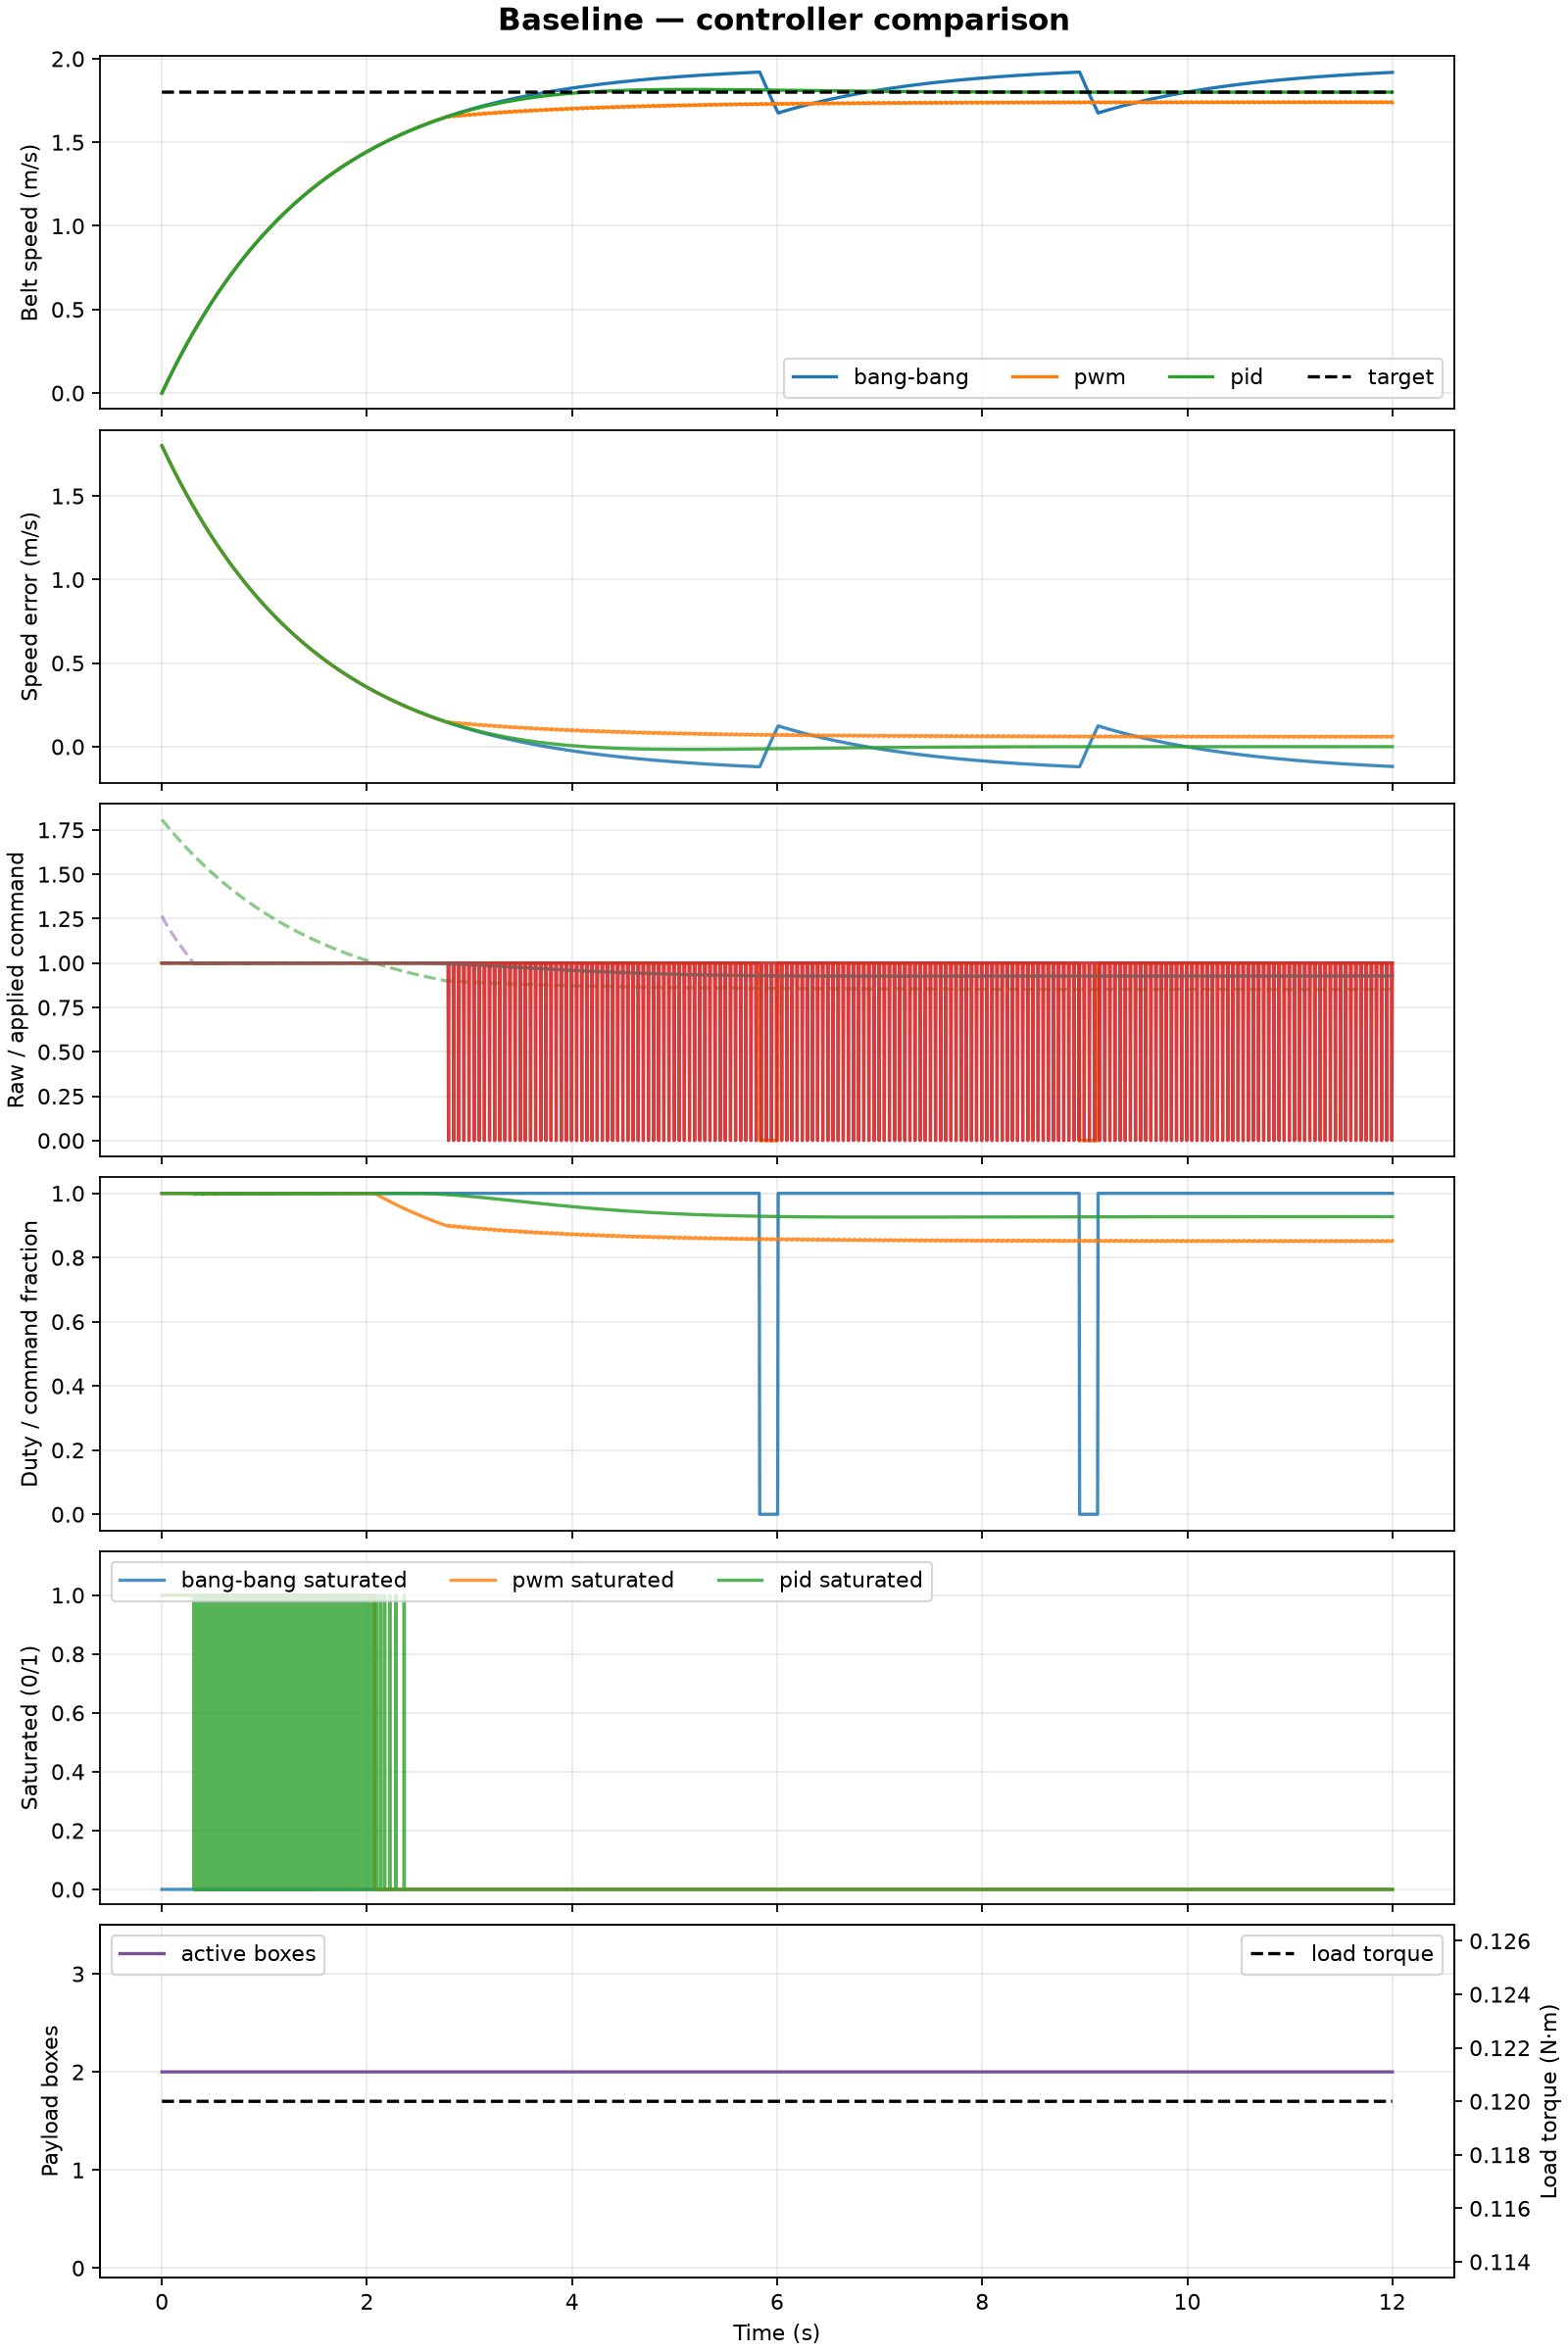 Baseline — controller comparison
2.0
1.5
1.0
0.5
0.0
Belt speed (m/s)
bang-bang pwm pid target
1.5
1.0
0.5
0.0
Speed error (m/s)
1.75
1.50
1.25
1.00
0.75
0.50
0.25
0.00
Raw / applied command
1.0
0.8
0.6
0.4
0.2
0.0
Duty / command fraction
bang-bang saturated pwm saturated pid saturated
1.0
0.8
0.6
0.4
0.2
0.0
Saturated (0/1)
active boxes
load torque
3
2
1
0
Payload boxes
0.126
0.124
0.122
0.120
0.118
0.116
0.114
Load torque (N·m)
0 2 4 6 8 10 12
Time (s)